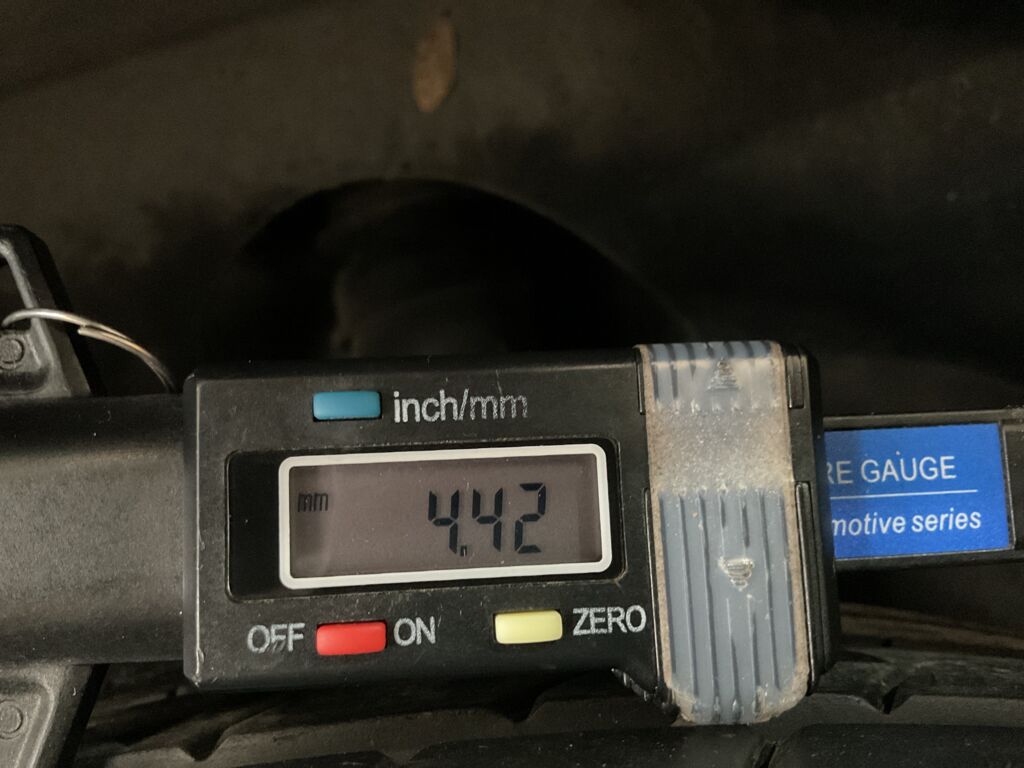 inch/mm
mm
4.42
OFF ON ZERO
RE GAUGE
motive series